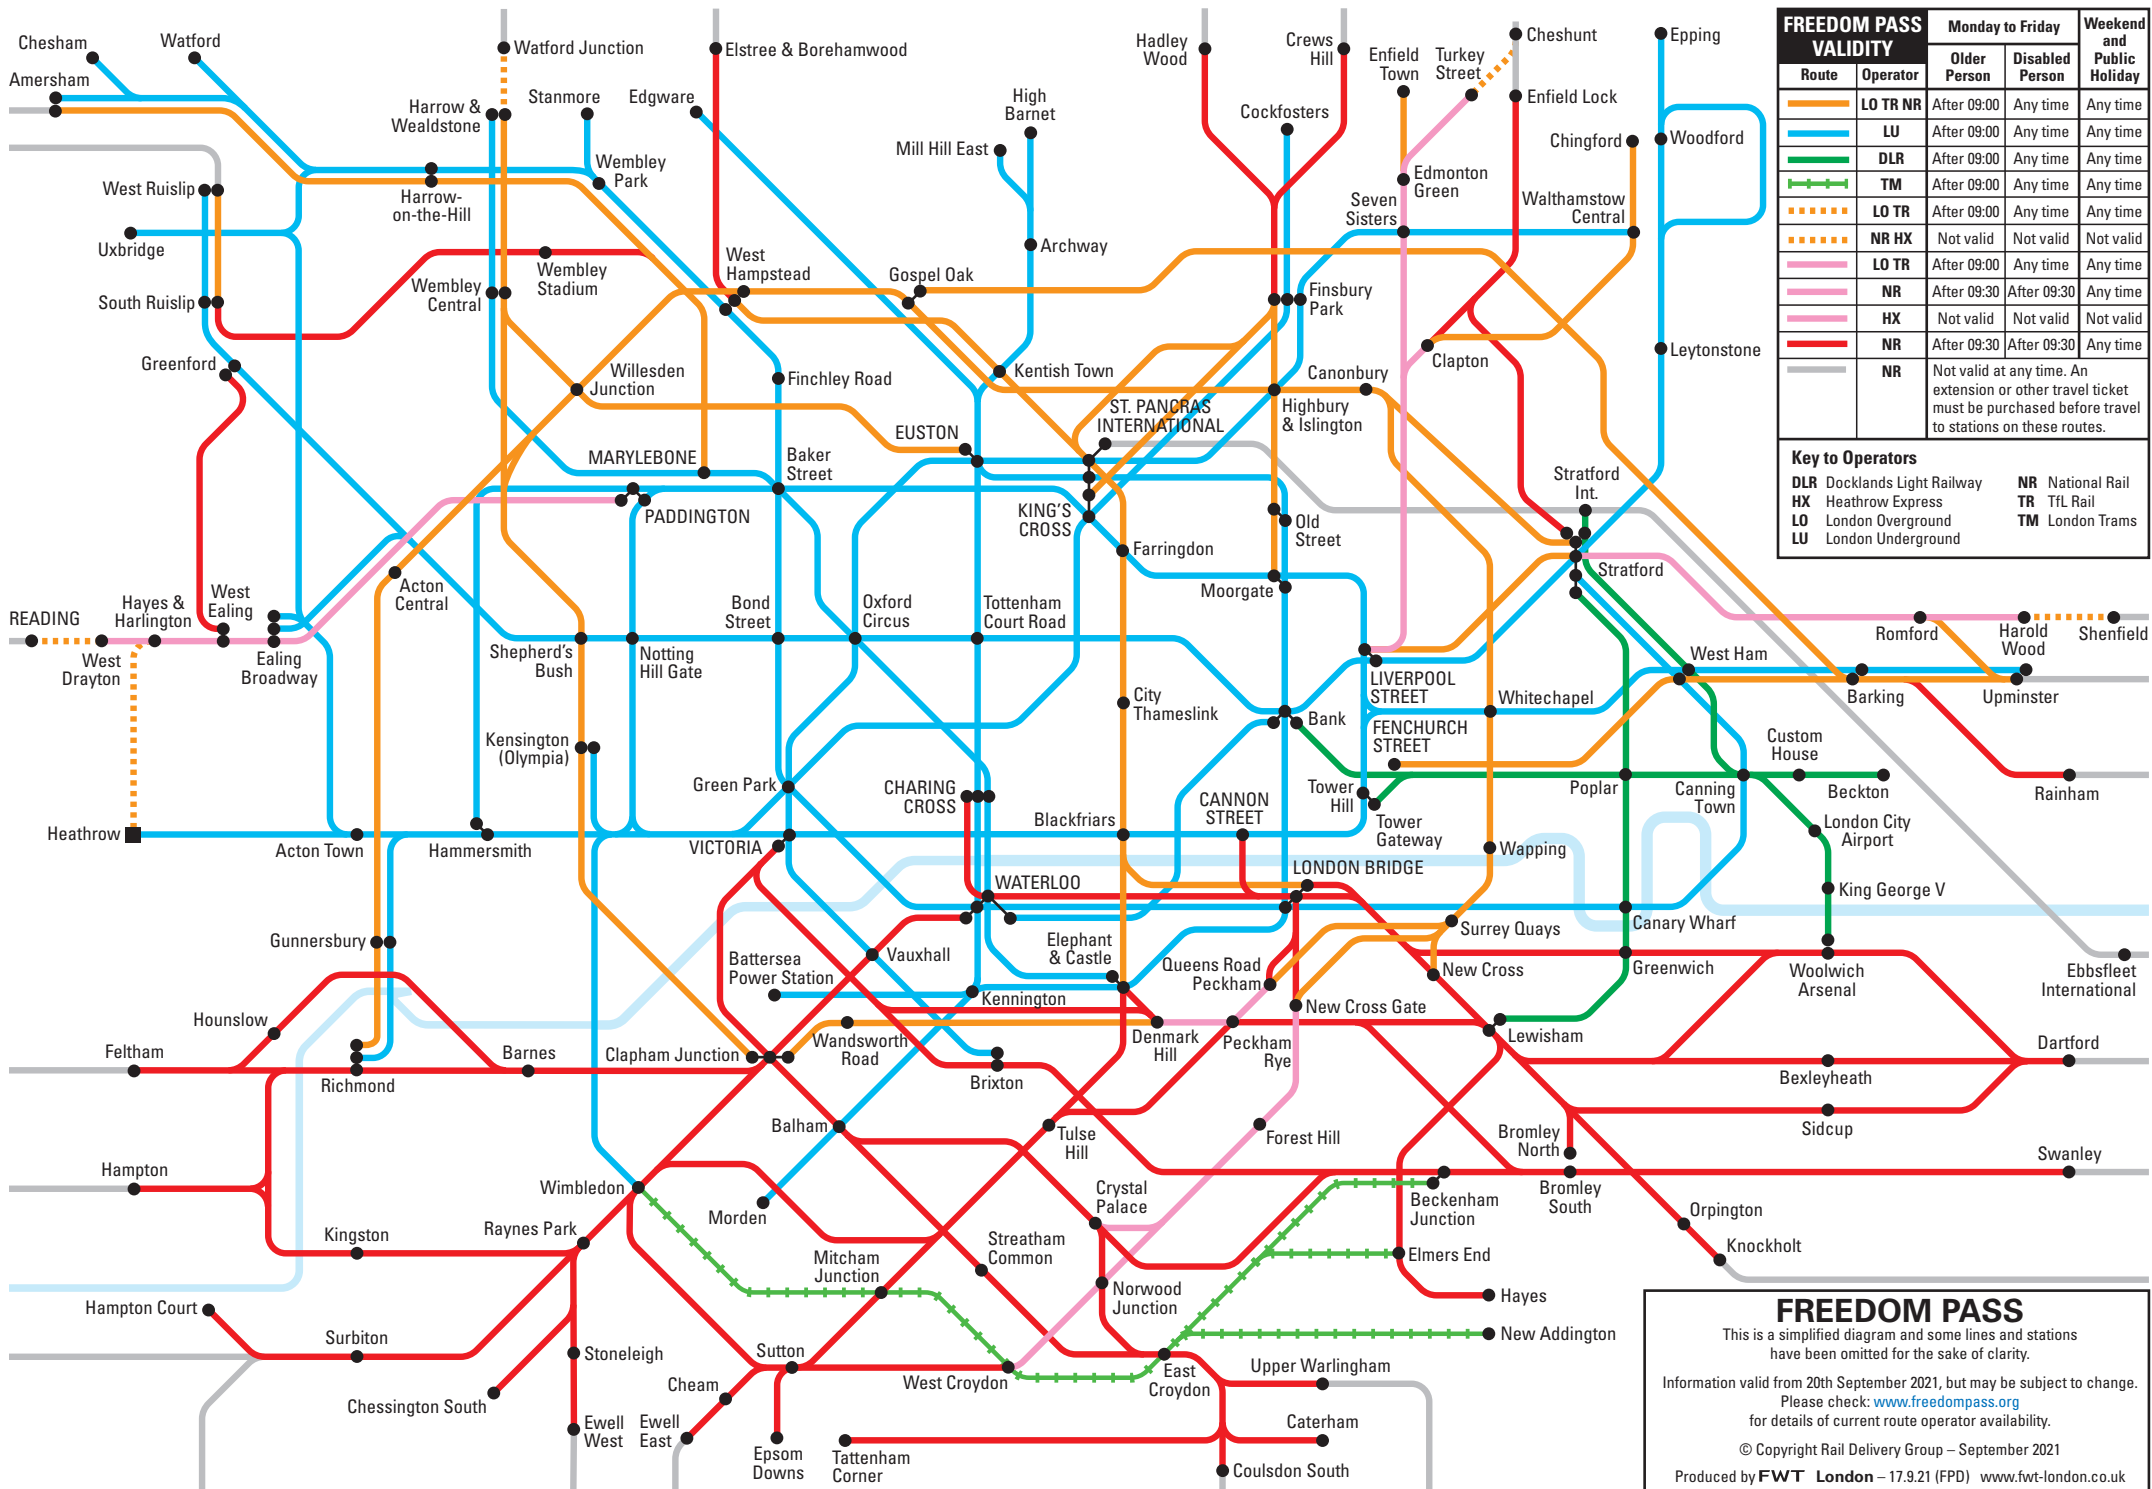 Chesham
Watford
Amersham
Watford Junction
Elstree & Borehamwood
Hadley
Wood
Crews
Hill
Enfield
Town
Turkey
Street
Cheshunt
Epping
Harrow &
Wealdstone
Stanmore
Edgware
High
Barnet
Mill Hill East
Cockfosters
Enfield Lock
Chingford
Woodford
West Ruislip
Harrow-
on-the-Hill
Wembley
Park
Edmonton
Green
Seven
Sisters
Walthamstow
Central
Uxbridge
Archway
Wembley
Stadium
West
Hampstead
Gospel Oak
South Ruislip
Wembley
Central
Finsbury
Park
Greenford
Willesden
Junction
Finchley Road
Kentish Town
Canonbury
Clapton
Leytonstone
ST. PANCRAS
INTERNATIONAL
Highbury
& Islington
EUSTON
MARYLEBONE
Baker
Street
Stratford
Int.
PADDINGTON
KING'S
CROSS
Old
Street
Farringdon
Moorgate
Stratford
Acton
Central
READING
Hayes &
Harlington
West
Ealing
Bond
Street
Oxford
Circus
Tottenham
Court Road
West
Drayton
Ealing
Broadway
Shepherd's
Bush
Notting
Hill Gate
Romford
Harold
Wood
Shenfield
LIVERPOOL
STREET
West Ham
Whitechapel
Barking
Upminster
City
Thameslink
Bank
FENCHURCH
STREET
Kensington
(Olympia)
Custom
House
Green Park
CHARING
CROSS
CANNON
STREET
Tower
Hill
Tower
Gateway
Poplar
Canning
Town
Beckton
Rainham
Heathrow
Acton Town
Hammersmith
VICTORIA
Blackfriars
Wapping
London City
Airport
WATERLOO
LONDON BRIDGE
King George V
Gunnersbury
Vauxhall
Elephant
& Castle
Surrey Quays
Canary Wharf
Battersea
Power Station
Kennington
Queens Road
Peckham
New Cross
Greenwich
Woolwich
Arsenal
Ebbsfleet
International
Hounslow
New Cross Gate
Feltham
Richmond
Barnes
Clapham Junction
Wandsworth
Road
Denmark
Hill
Peckham
Rye
Lewisham
Brixton
Bexleyheath
Dartford
Balham
Tulse
Hill
Forest Hill
Bromley
North
Sidcup
Hampton
Wimbledon
Morden
Crystal
Palace
Beckenham
Junction
Bromley
South
Swanley
Kingston
Raynes Park
Mitcham
Junction
Streatham
Common
Norwood
Junction
Elmers End
Orpington
Knockholt
Hampton Court
Surbiton
Hayes
Stoneleigh
Sutton
West Croydon
East
Croydon
New Addington
Chessington South
Cheam
Upper Warlingham
Ewell
West
Ewell
East
Epsom
Downs
Tattenham
Corner
Caterham
Coulsdon South
FREEDOM PASS
VALIDITY
Monday to Friday
Weekend
and
Public
Holiday
Route
Operator
Older
Person
Disabled
Person
LO TR NR After 09:00 Any time Any time
LU After 09:00 Any time Any time
DLR After 09:00 Any time Any time
TM After 09:00 Any time Any time
LO TR After 09:00 Any time Any time
NR HX Not valid Not valid Not valid
LO TR After 09:00 Any time Any time
NR After 09:30 After 09:30 Any time
HX Not valid Not valid Not valid
NR After 09:30 After 09:30 Any time
NR Not valid at any time. An
extension or other travel ticket
must be purchased before travel
to stations on these routes.
Key to Operators
DLR Docklands Light Railway NR National Rail
HX Heathrow Express TR TfL Rail
LO London Overground TM London Trams
LU London Underground
FREEDOM PASS
This is a simplified diagram and some lines and stations
have been omitted for the sake of clarity.
Information valid from 20th September 2021, but may be subject to change.
Please check: www.freedompass.org
for details of current route operator availability.
© Copyright Rail Delivery Group – September 2021
Produced by FWT London – 17.9.21 (FPD) www.fwt-london.co.uk